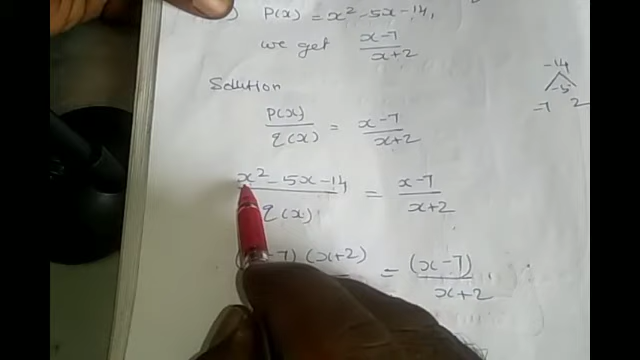 ) P(x) = x² - 5x - 14,
we get x-7 / x+2
-14
-5
-7 2
Solution
P(x) / q(x) = x-7 / x+2
x² - 5x - 14 / q(x) = x-7 / x+2
-7) (x+2) = (x-7) / x+2